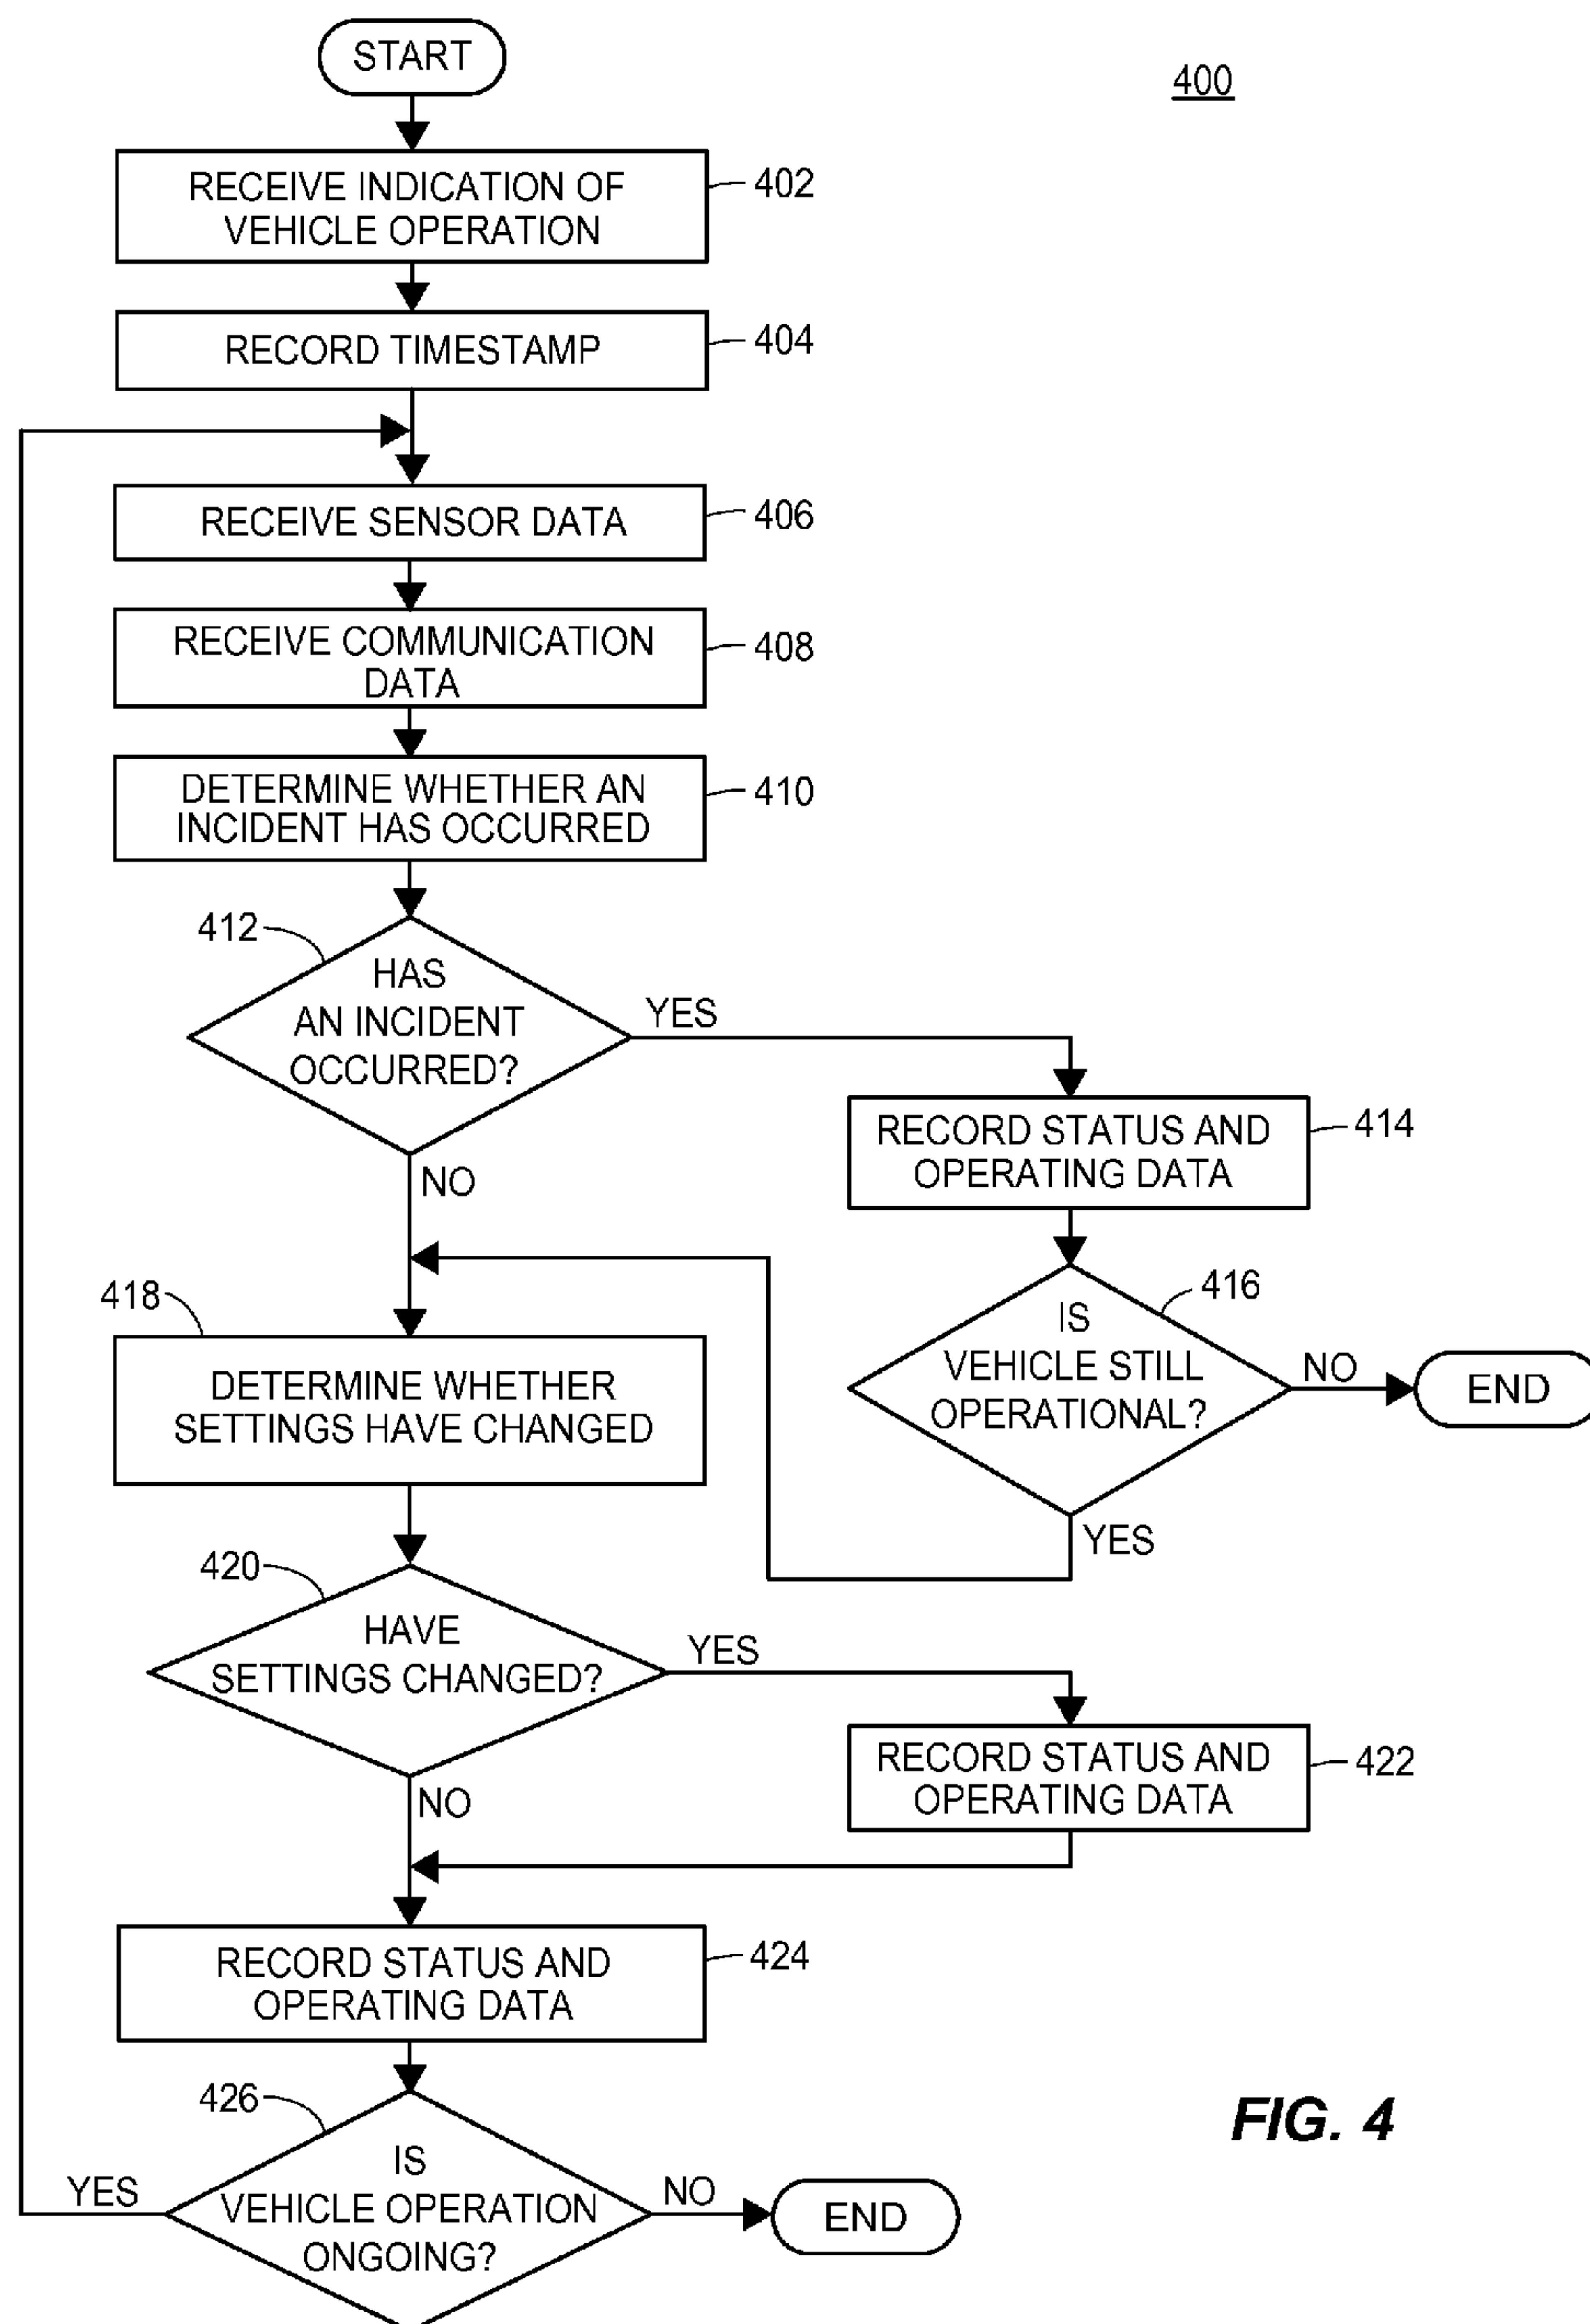 START
400
RECEIVE INDICATION OF
VEHICLE OPERATION
402
RECORD TIMESTAMP
404
RECEIVE SENSOR DATA
406
RECEIVE COMMUNICATION
DATA
408
DETERMINE WHETHER AN
INCIDENT HAS OCCURRED
410
412
HAS
AN INCIDENT
OCCURRED?
YES
NO
RECORD STATUS AND
OPERATING DATA
414
416
IS
VEHICLE STILL
OPERATIONAL?
NO
END
YES
418
DETERMINE WHETHER
SETTINGS HAVE CHANGED
420
HAVE
SETTINGS CHANGED?
YES
NO
RECORD STATUS AND
OPERATING DATA
422
RECORD STATUS AND
OPERATING DATA
424
426
IS
VEHICLE OPERATION
ONGOING?
YES
NO
END
FIG. 4